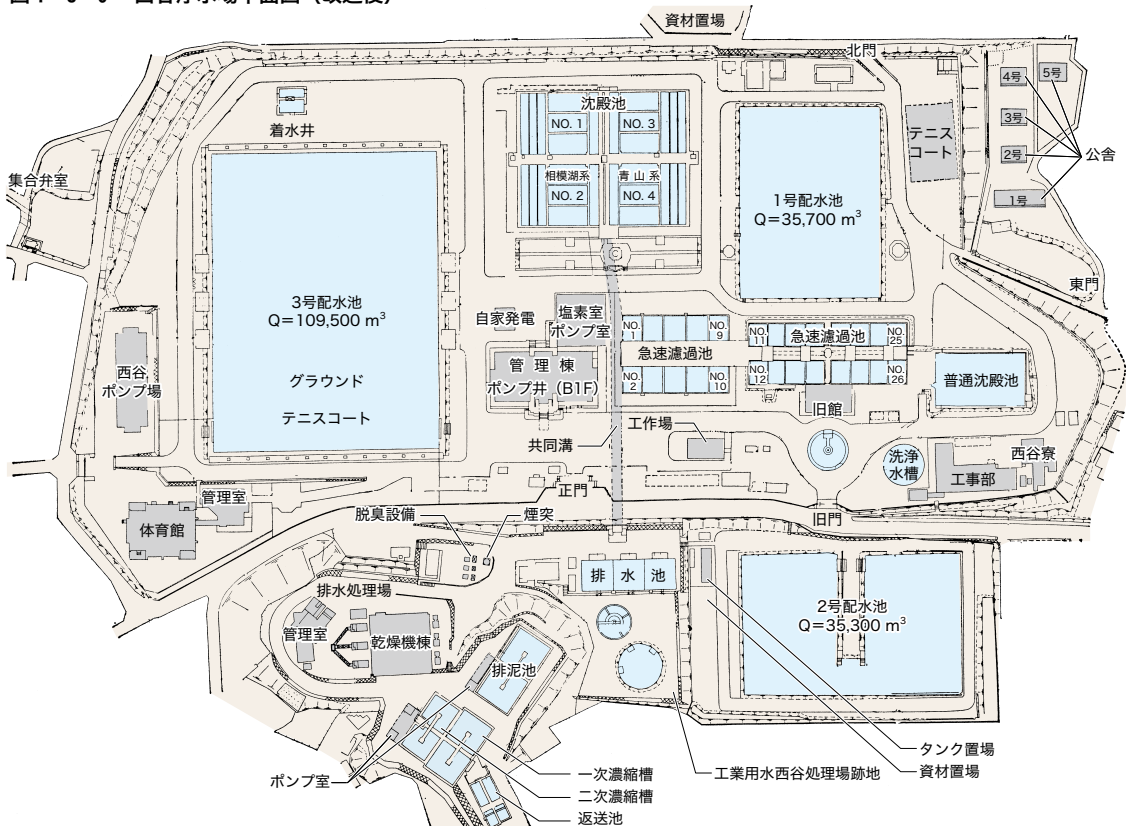 資材置場
北門
4号
5号
3号
2号
1号
公舎
テニス
コート
着水井
沈殿池
NO. 1
NO. 3
相模湖系
青山系
NO. 2
NO. 4
1号配水池
Q=35,700 m³
集合弁室
東門
3号配水池
Q=109,500 m³
グラウンド
テニスコート
西谷
ポンプ場
自家発電
塩素室
ポンプ室
管理棟
ポンプ井（B1F）
NO.
1
NO.
9
急速濾過池
NO.
2
NO.
10
NO.
11
急速濾過池
NO.
25
NO.
12
NO.
26
旧館
普通沈殿池
共同溝
工作場
洗浄
水槽
工事部
西谷寮
管理室
体育館
正門
旧門
脱臭設備
煙突
排水池
排水処理場
管理室
乾燥機棟
排泥池
2号配水池
Q=35,300 m³
ポンプ室
一次濃縮槽
二次濃縮槽
返送池
工業用水西谷処理場跡地
タンク置場
資材置場